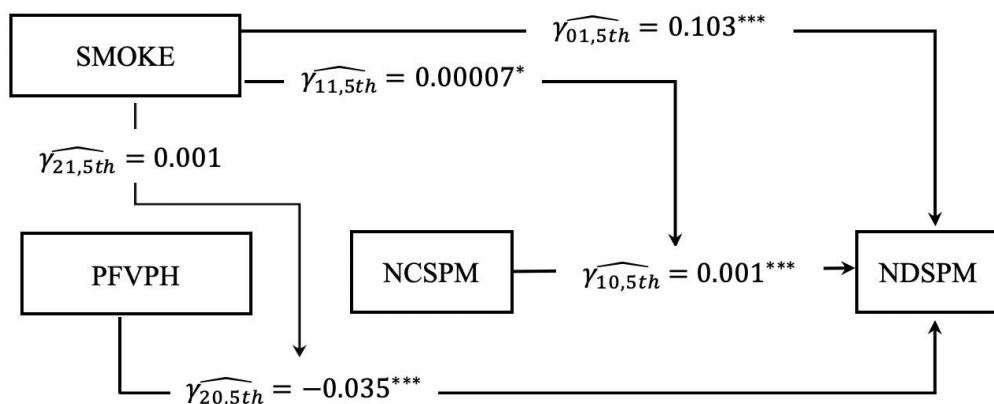 γ̂01,5th = 0.103***
SMOKE
γ̂11,5th = 0.00007*
γ̂21,5th = 0.001
PFVPH
NCSPM
γ̂10,5th = 0.001***
NDSPM
γ̂20,5th = −0.035***